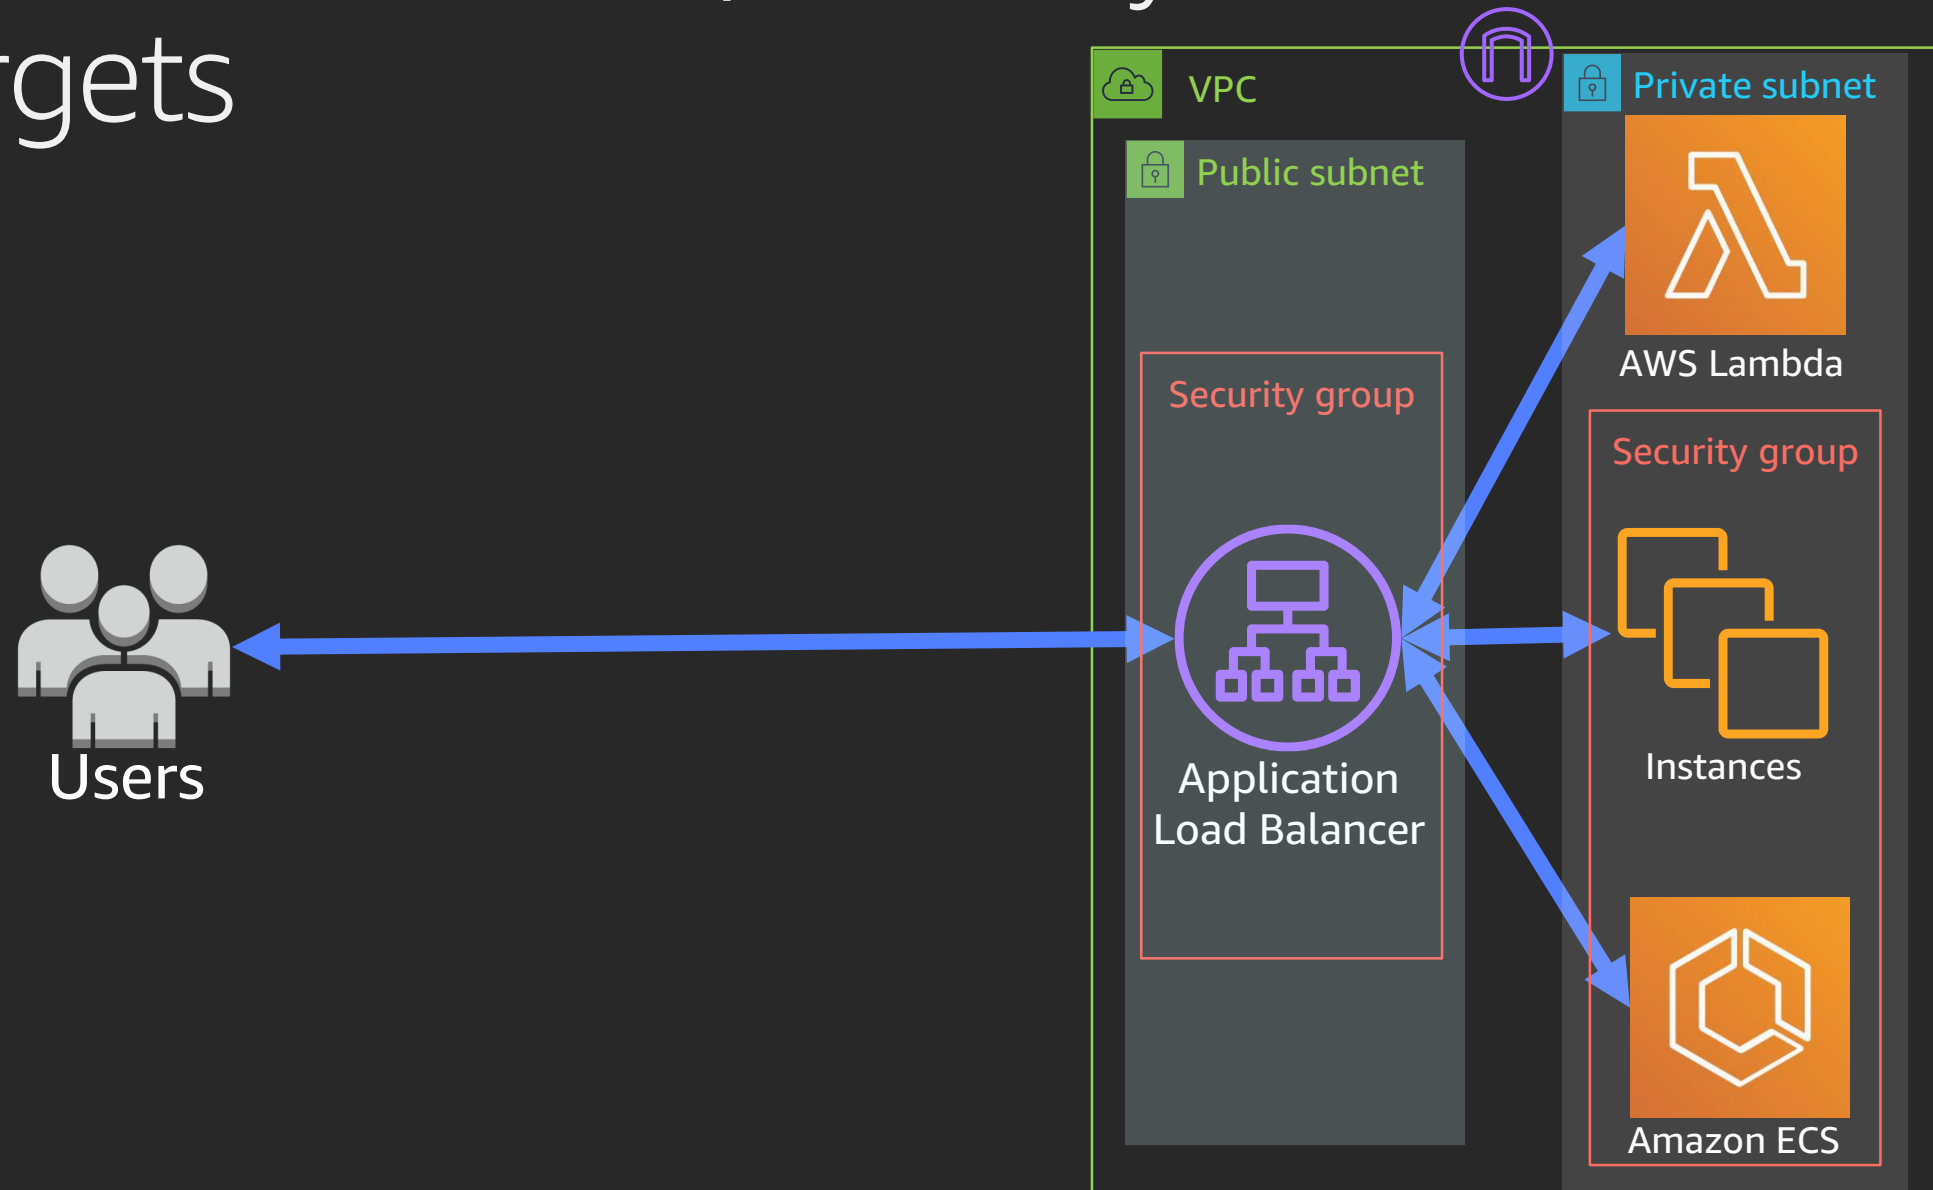 rgets
VPC
Private subnet
Public subnet
AWS Lambda
Security group
Security group
Instances
Users
Application
Load Balancer
Amazon ECS